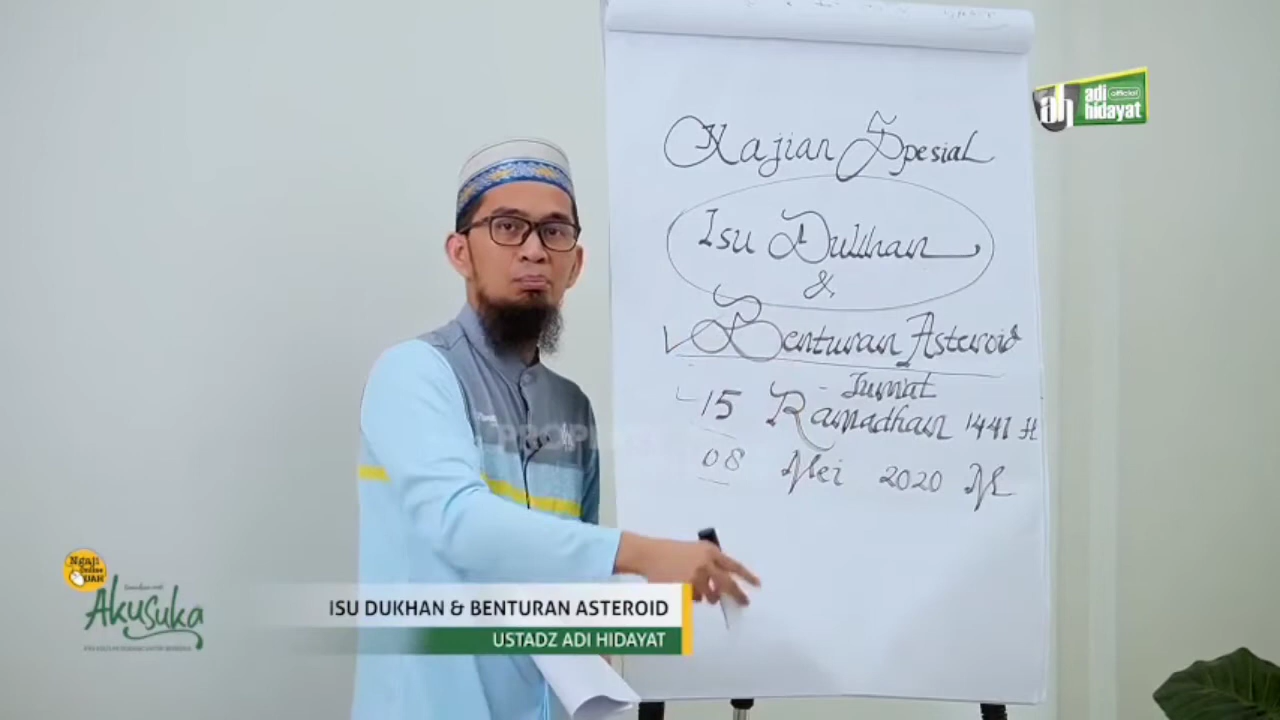 Kajian Spesial
Isu Dukhan
&
Benturan Asteroid
Jumat
15 Ramadhan 1441 H
08 Mei 2020 M
ah adi hidayat official
Ngaji Online UAH
AkuSuka
ISU DUKHAN & BENTURAN ASTEROID
USTADZ ADI HIDAYAT